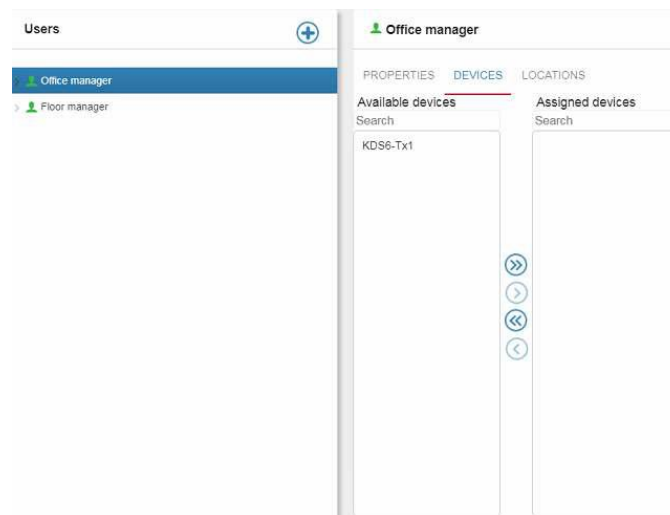 Users
Office manager
Floor manager
Office manager
PROPERTIES DEVICES LOCATIONS
Available devices Assigned devices
Search Search
KDS6-Tx1